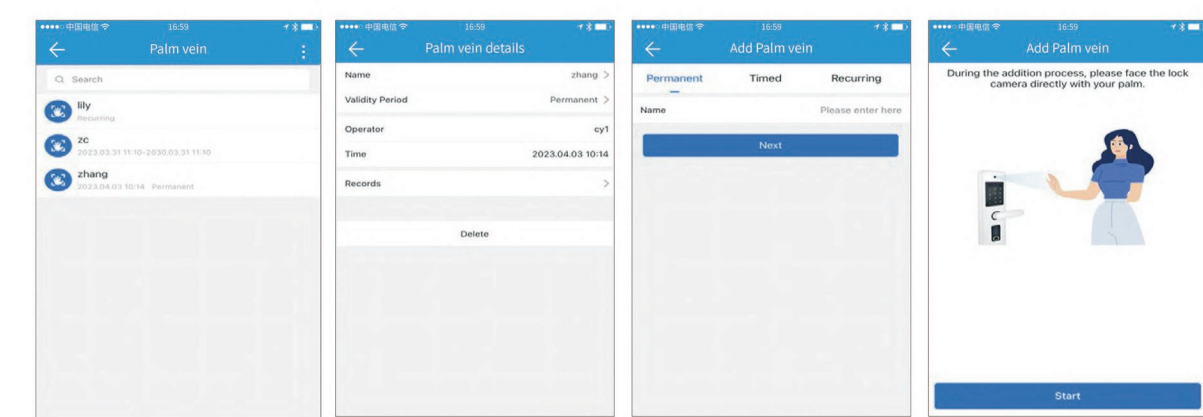 中国电信 16:59
Palm vein
Search
lily
Recurring
zc
2023.03.31 11:10-2030.03.31 11:10
zhang
2023.04.03 10:14 Permanent
中国电信 16:59
Palm vein details
Name zhang
Validity Period Permanent
Operator cy1
Time 2023.04.03 10:14
Records
Delete
中国电信 16:59
Add Palm vein
Permanent Timed Recurring
Name Please enter here
Next
中国电信 16:59
Add Palm vein
During the addition process, please face the lock
camera directly with your palm.
Start